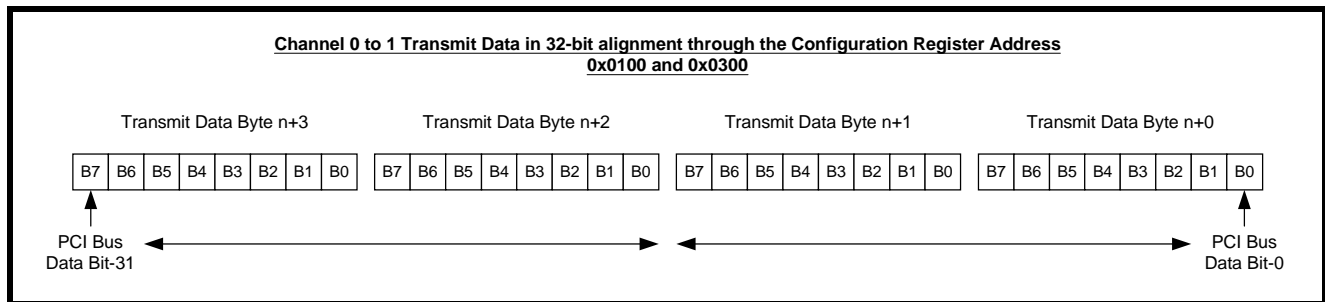 Channel 0 to 1 Transmit Data in 32-bit alignment through the Configuration Register Address
0x0100 and 0x0300
Transmit Data Byte n+3 Transmit Data Byte n+2 Transmit Data Byte n+1 Transmit Data Byte n+0
B7 B6 B5 B4 B3 B2 B1 B0 B7 B6 B5 B4 B3 B2 B1 B0 B7 B6 B5 B4 B3 B2 B1 B0 B7 B6 B5 B4 B3 B2 B1 B0
PCI Bus PCI Bus
Data Bit-31 Data Bit-0